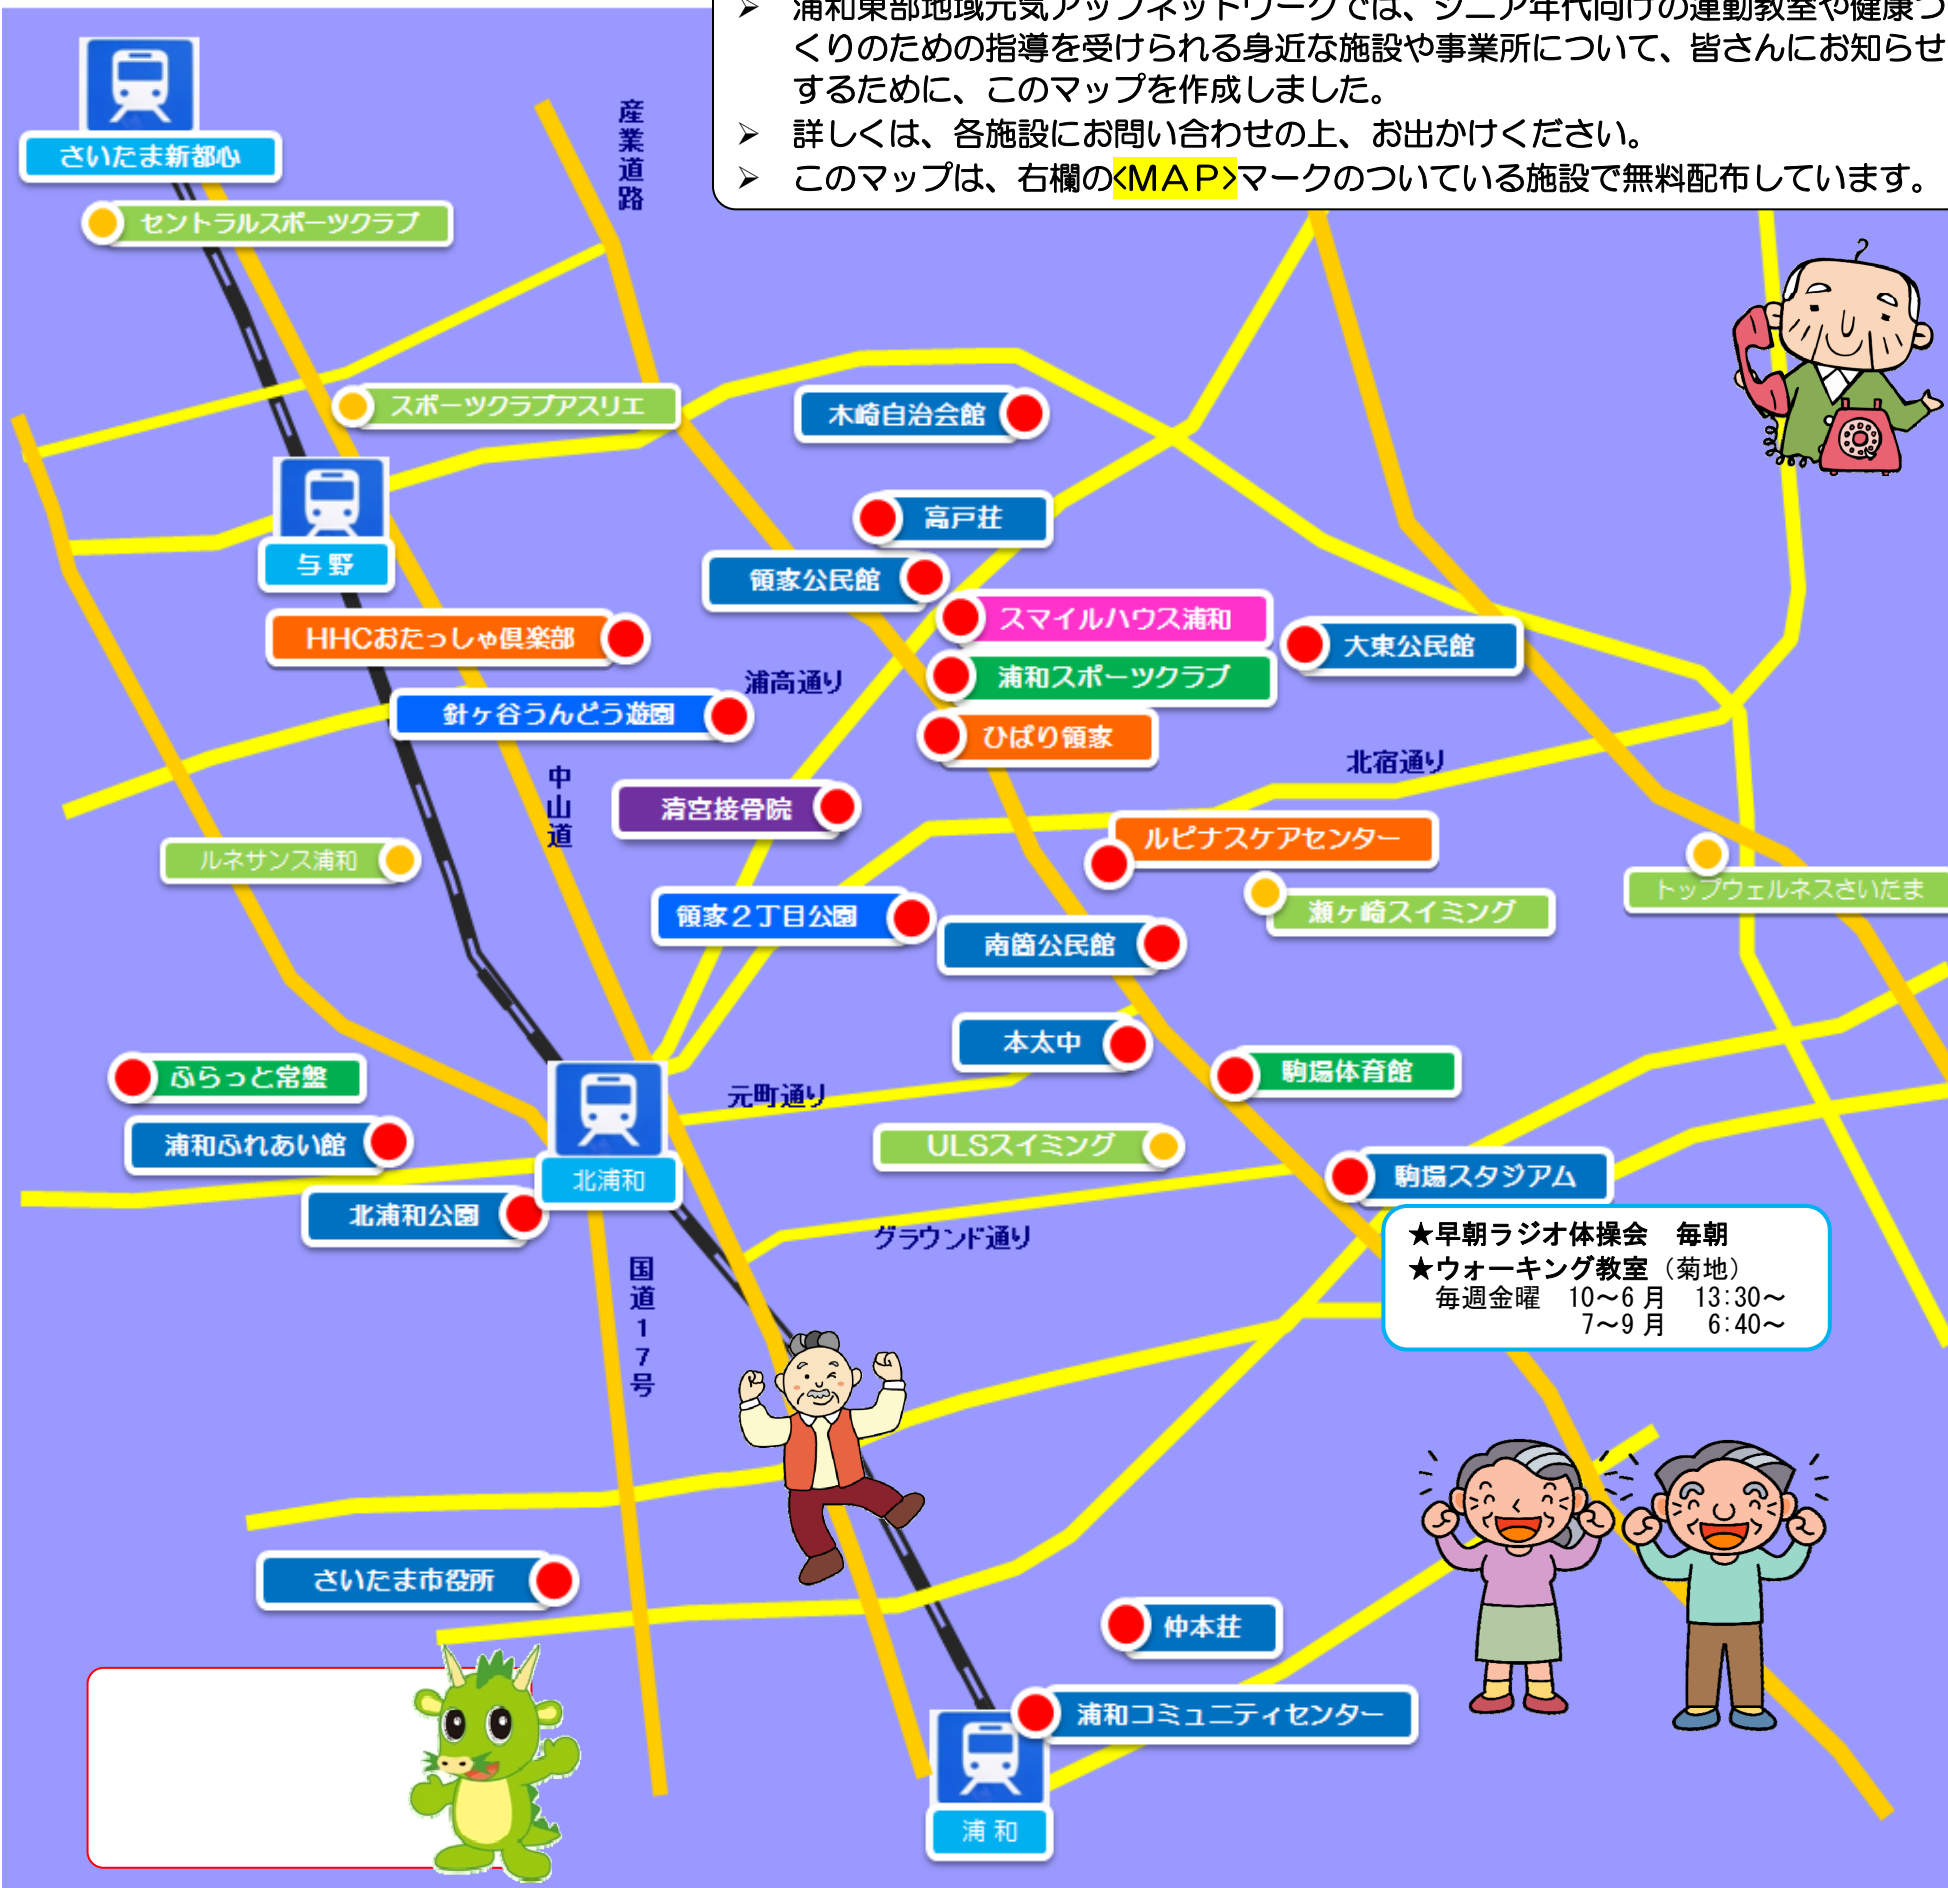 ➢ 浦和東部地域元気アップネットワークでは、シニア年代向けの運動教室や健康づ
くりのための指導を受けられる身近な施設や事業所について、皆さんにお知らせ
するために、このマップを作成しました。
➢ 詳しくは、各施設にお問い合わせの上、お出かけください。
➢ このマップは、右欄の<MAP>マークのついている施設で無料配布しています。
産業道路
さいたま新都心
セントラルスポーツクラブ
スポーツクラブアスリエ
木崎自治会館
高戸荘
与野
領家公民館
スマイルハウス浦和
HHCおたっしゃ倶楽部
大東公民館
浦高通り
浦和スポーツクラブ
針ヶ谷うんどう遊園
ひばり領家
北宿通り
中山道
清宮接骨院
ルピナスケアセンター
ルネサンス浦和
トップウェルネスさいだま
領家2丁目公園
瀬ヶ崎スイミング
南箇公民館
本太中
ふらっと常盤
駒場体育館
元町通り
浦和ふれあい館
ULSスイミング
北浦和
駒場スタジアム
北浦和公園
グラウンド通り
★早朝ラジオ体操会 毎朝
★ウォーキング教室（菊地）
毎週金曜 10～6月 13:30～
7～9月 6:40～
国道17号
さいたま市役所
仲本荘
浦和コミュニティセンター
浦和